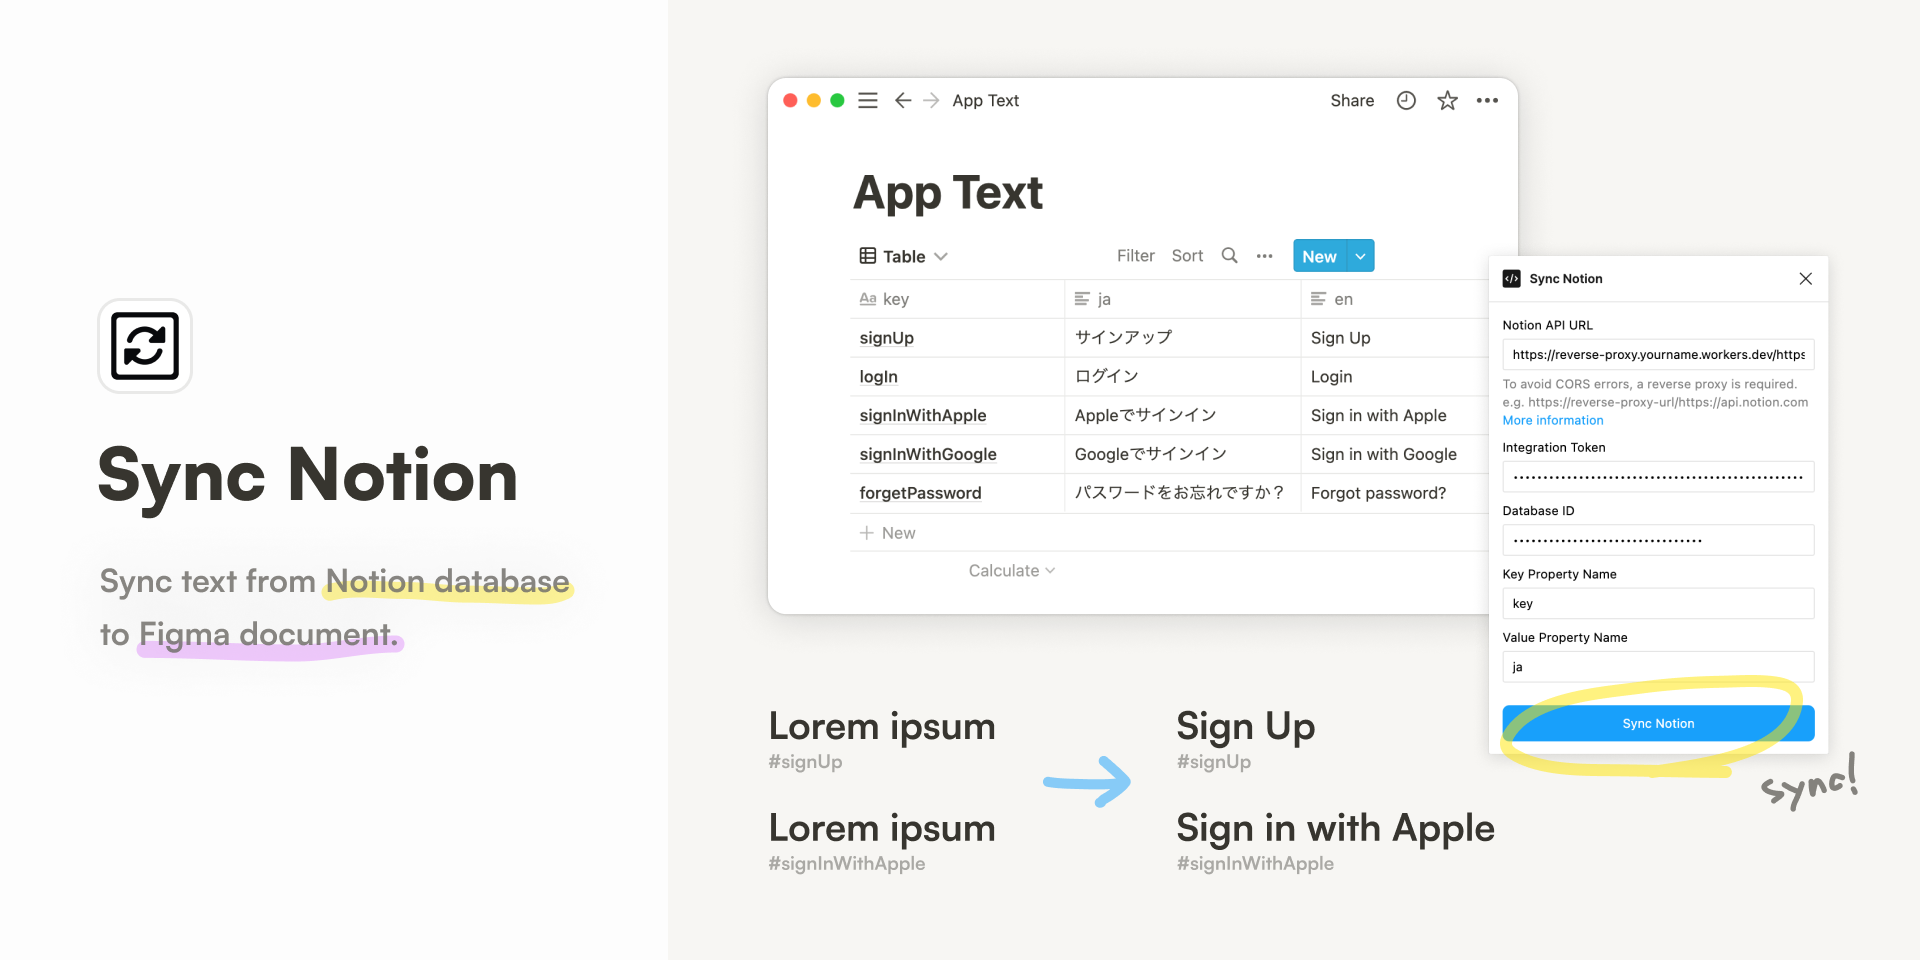 Sync Notion
Sync text from Notion database
to Figma document.
App Text
Share
App Text
Table
Filter Sort
New
Aa key ja en
signUp サインアップ Sign Up
logIn ログイン Login
signInWithApple Appleでサインイン Sign in with Apple
signInWithGoogle Googleでサインイン Sign in with Google
forgetPassword パスワードをお忘れですか？ Forgot password?
New
Calculate
Sync Notion
Notion API URL
https://reverse-proxy.yourname.workers.dev/https
To avoid CORS errors, a reverse proxy is required.
e.g. https://reverse-proxy-url/https://api.notion.com
More information
Integration Token
Database ID
Key Property Name
key
Value Property Name
ja
Sync Notion
sync!
Lorem ipsum
#signUp
Lorem ipsum
#signInWithApple
Sign Up
#signUp
Sign in with Apple
#signInWithApple